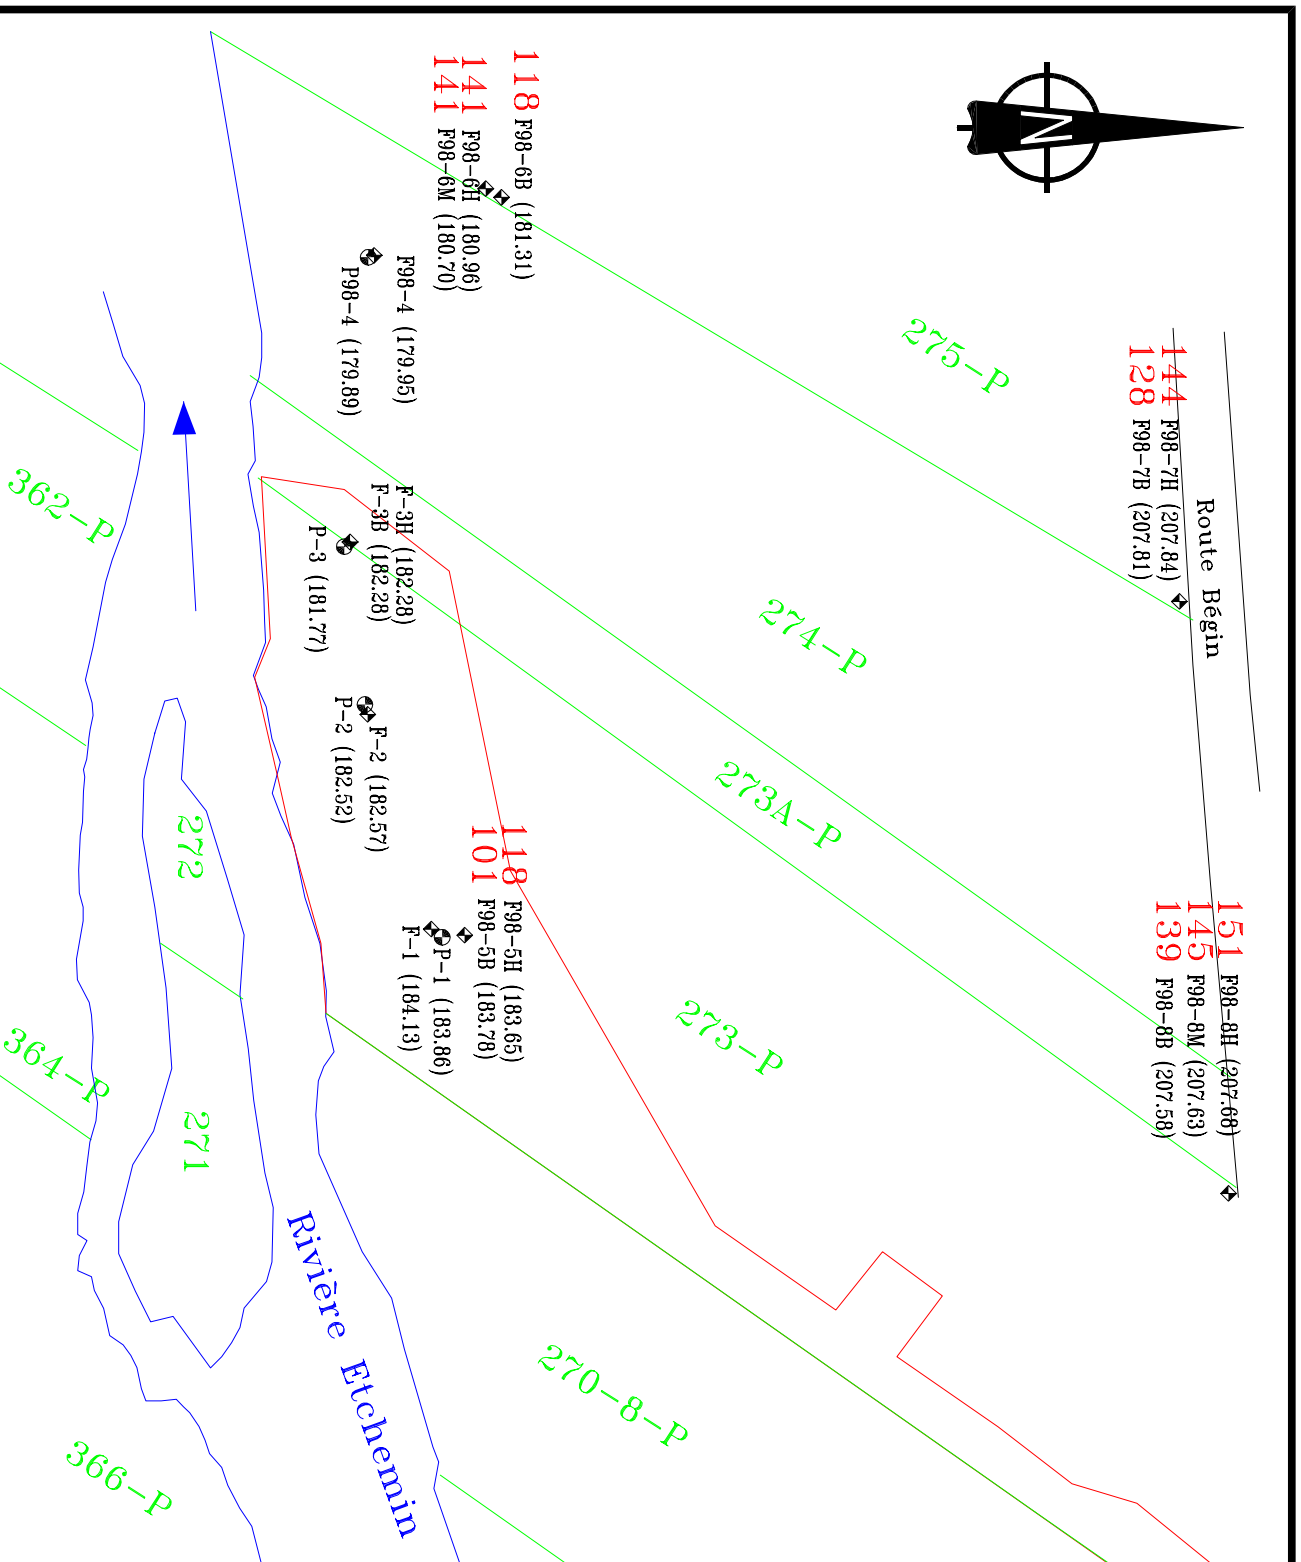 N
118 F98-6B (181.31)
141 F98-6H (180.96)
141 F98-6M (180.70)
F98-4 (179.95)
P98-4 (179.89)
275-P
144 F98-7H (207.84)
128 F98-7B (207.81)
Route Bégin
362-P
F-3H (182.28)
F-3B (182.28)
P-3 (181.77)
274-P
F-2 (182.57)
P-2 (182.52)
273A-P
272
118 F98-5H (183.65)
101 F98-5B (183.78)
P-1 (183.86)
F-1 (184.13)
151 F98-8H (207.68)
145 F98-8M (207.63)
139 F98-8B (207.58)
273-P
364-P
271
Rivière Etchemin
270-8-P
366-P